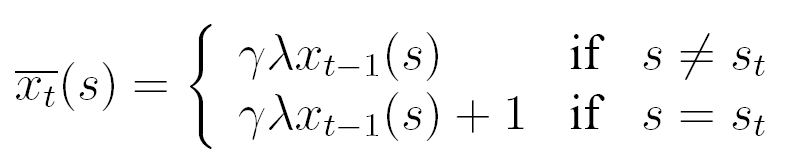 x̅_t(s) = { γλx_{t−1}(s) if s ≠ s_t
γλx_{t−1}(s) + 1 if s = s_t